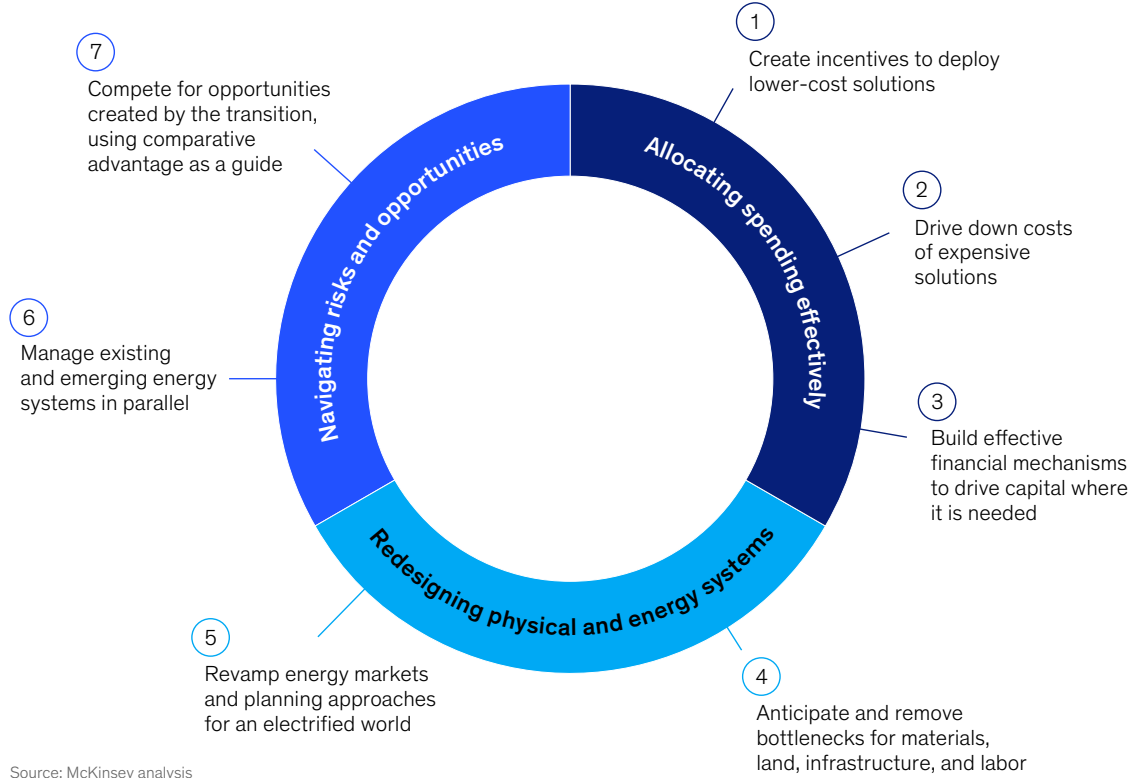 1
Create incentives to deploy
lower-cost solutions
2
Drive down costs
of expensive
solutions
3
Build effective
financial mechanisms
to drive capital where
it is needed
4
Anticipate and remove
bottlenecks for materials,
land, infrastructure, and labor
5
Revamp energy markets
and planning approaches
for an electrified world
6
Manage existing
and emerging energy
systems in parallel
7
Compete for opportunities
created by the transition,
using comparative
advantage as a guide
Allocating spending effectively
Redesigning physical and energy systems
Navigating risks and opportunities
Source: McKinsey analysis